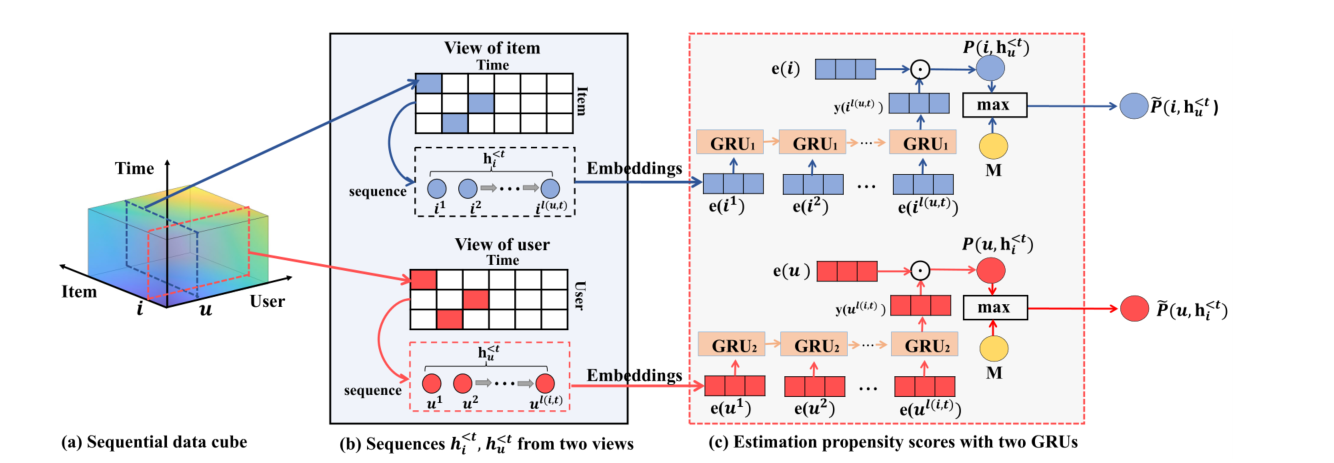 Time
Item
i
u
User
(a) Sequential data cube
View of item
Time
Item
h_i^{<t}
sequence
i^1 i^2 i^{l(u,t)}
View of user
Time
User
h_u^{<t}
sequence
u^1 u^2 u^{l(i,t)}
(b) Sequences h_i^{<t}, h_u^{<t} from two views
Embeddings
Embeddings
e(i)
P(i, h_u^{<t})
y(i^{l(u,t)})
max
P̃(i, h_u^{<t})
GRU₁ GRU₁ ... GRU₁
M
...
e(i^1) e(i^2) e(i^{l(u,t)})
P(u, h_i^{<t})
e(u)
y(u^{l(i,t)})
max
P̃(u, h_i^{<t})
GRU₂ GRU₂ ... GRU₂
M
...
e(u^1) e(u^2) e(u^{l(i,t)})
(c) Estimation propensity scores with two GRUs